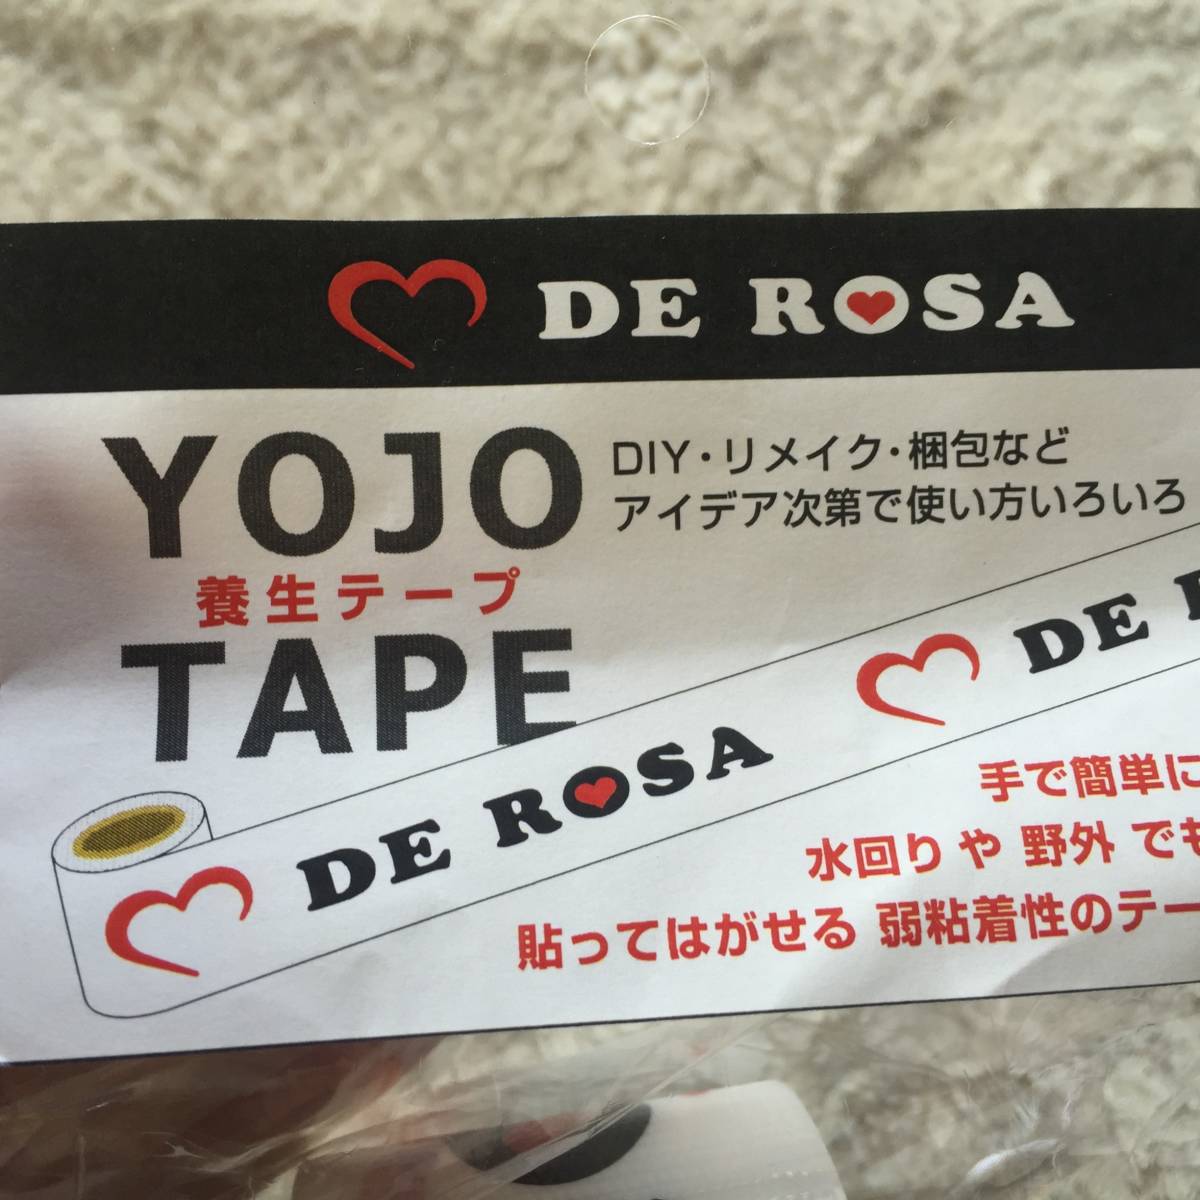 DE ROSA
YOJO
養生テープ
TAPE
DIY・リメイク・梱包など
アイデア次第で使い方いろいろ
DE ROSA
DE
手で簡単に
水回りや 野外 でも
貼ってはがせる 弱粘着性のテー